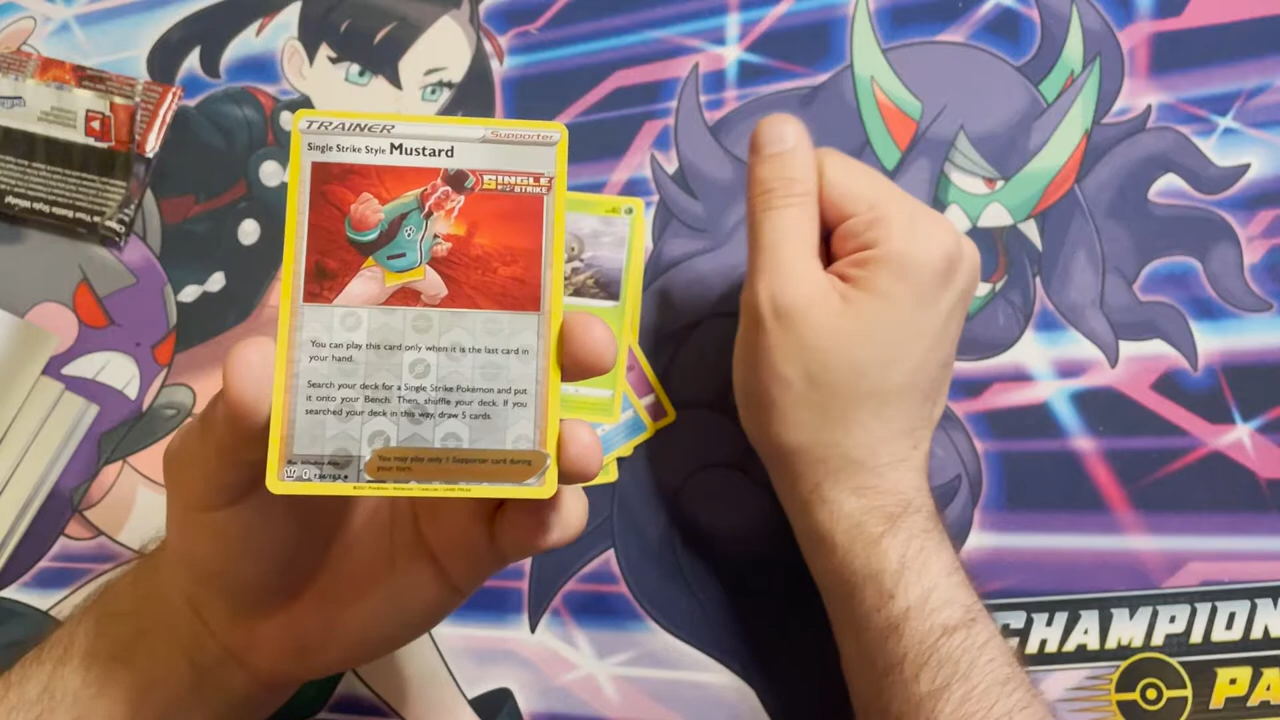 TRAINER
Supporter
Single Strike Style Mustard
SINGLE
STRIKE
You can play this card only when it is the last card in
your hand.
Search your deck for a Single Strike Pokémon and put
it onto your Bench. Then, shuffle your deck. If you
searched your deck in this way, draw 5 cards.
You may play only 1 Supporter card during
your turn.
134/163
CHAMPION
PA